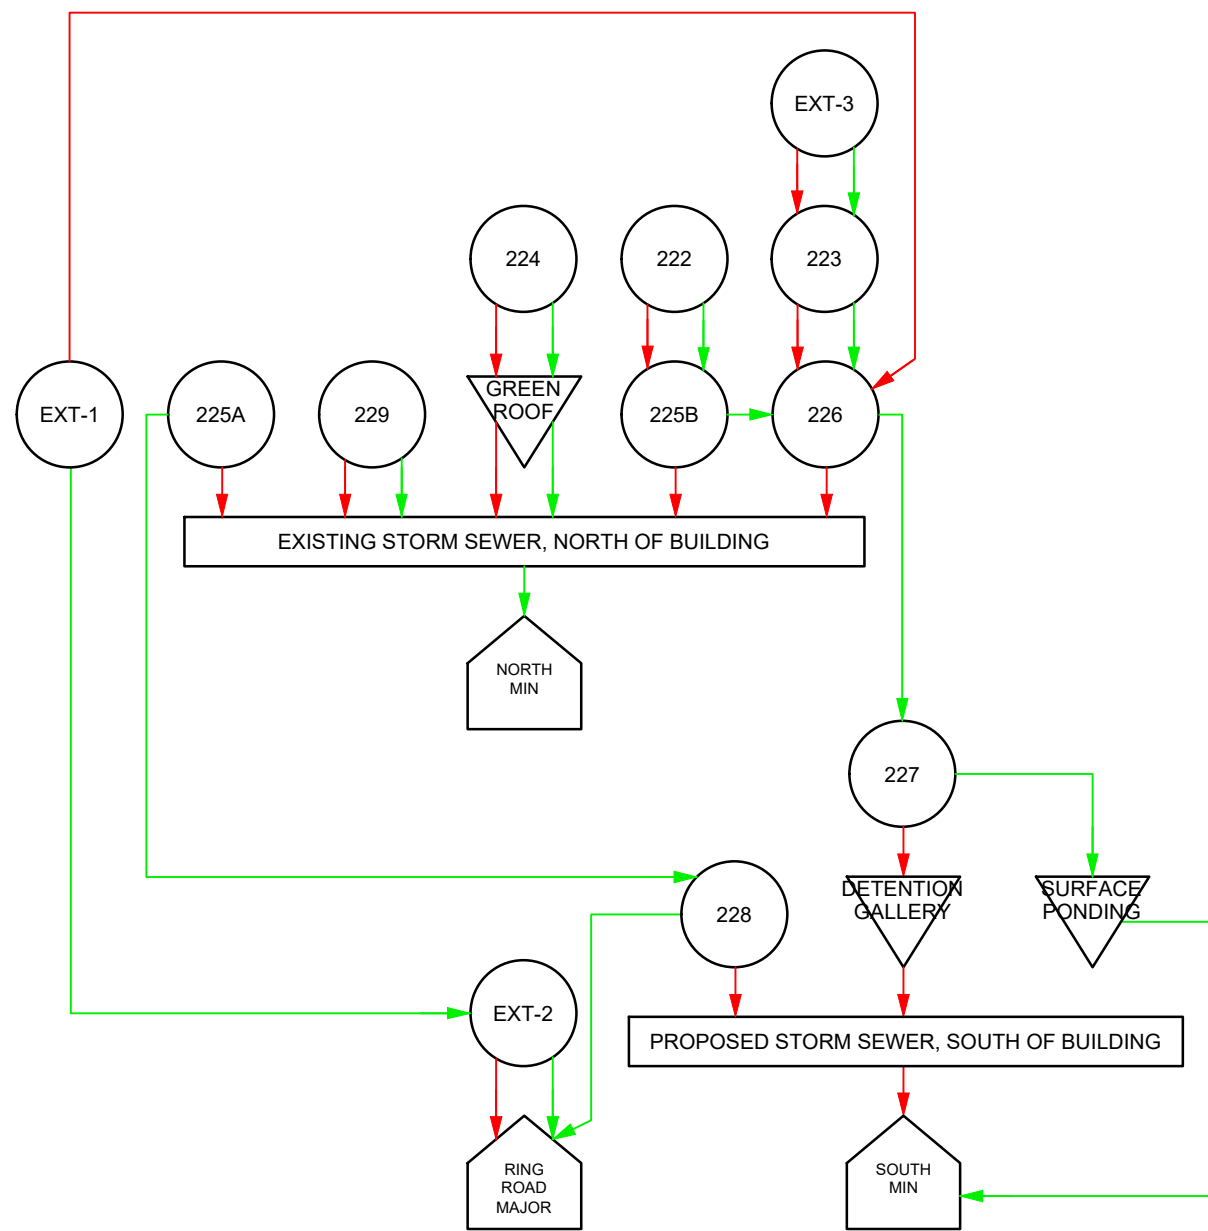 EXT-3
224
222
223
GREEN
ROOF
EXT-1
225A
229
225B
226
EXISTING STORM SEWER, NORTH OF BUILDING
NORTH
MIN
227
DETENTION
GALLERY
SURFACE
PONDING
228
EXT-2
PROPOSED STORM SEWER, SOUTH OF BUILDING
RING
ROAD
MAJOR
SOUTH
MIN